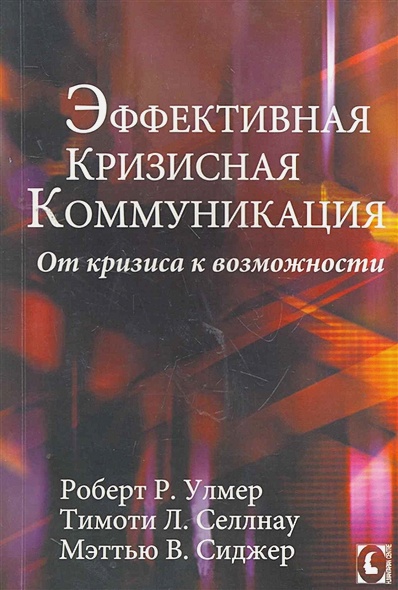 Эффективная
Кризисная
Коммуникация
От кризиса к возможности
Роберт Р. Улмер
Тимоти Л. Селлнау
Мэттью В. Сиджер